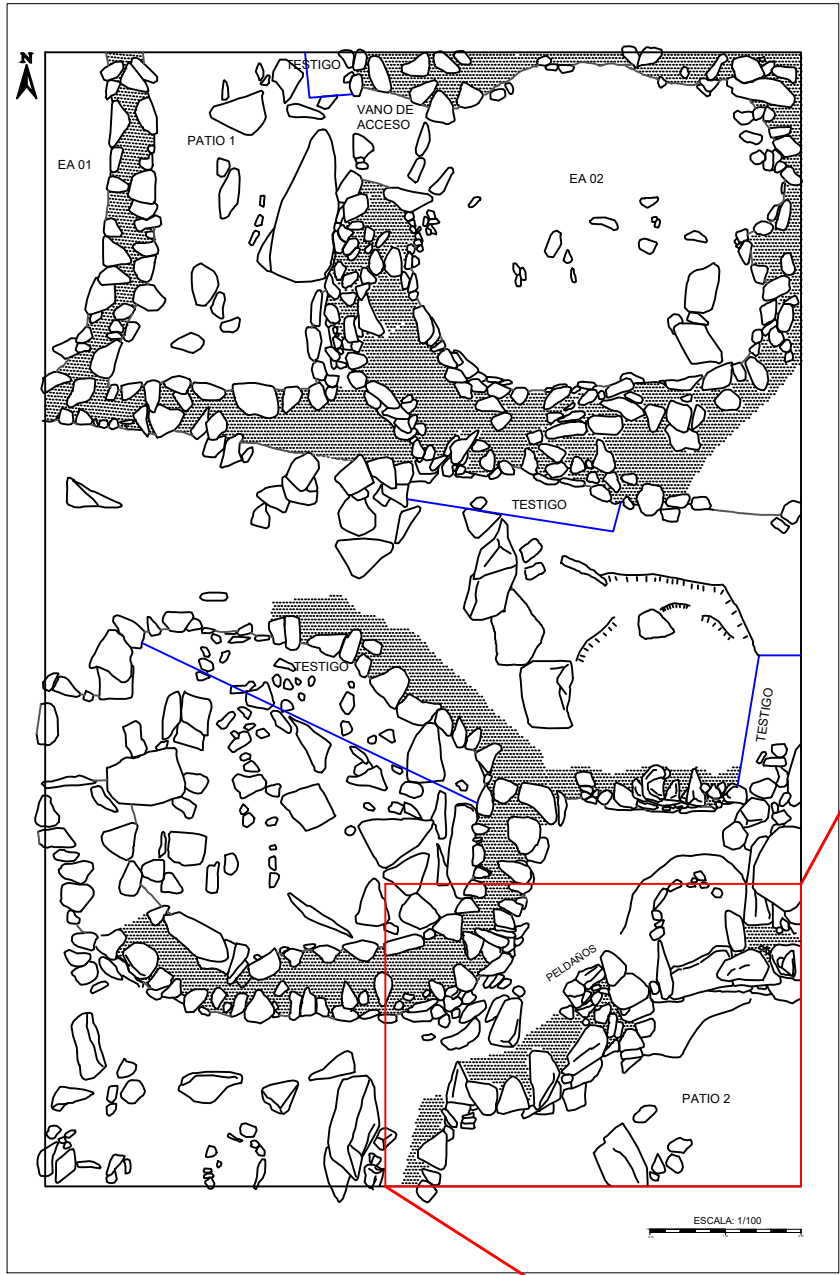 N
TESTIGO
VANO DE
ACCESO
PATIO 1
EA 01
EA 02
TESTIGO
TESTIGO
TESTIGO
PELDAÑOS
PATIO 2
ESCALA: 1/100